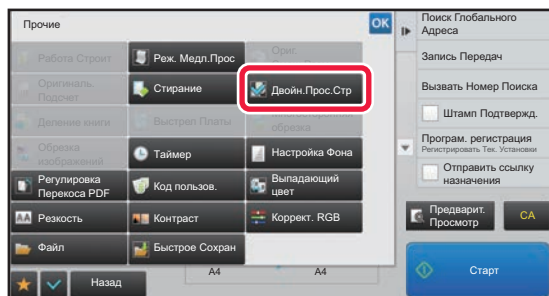 Прочие
OK
Работа Строит
Реж. Медл.Прос
Ориг.
Оригиналь.
Подсчет
Стирание
Двойн.Прос.Стр
Деление книги
Выстрел Платы
обрезка
Обрезка
изображений
Таймер
Настройка Фона
Регулировка
Перекоса PDF
Код пользов.
Выпадающий
цвет
AA Резкость
Контраст
Коррект. RGB
Файл
Быстрое Сохран
Назад
A4
A4
Поиск Глобального
Адреса
Запись Передач
Вызвать Номер Поиска
Штамп Подтвержд.
Програм. регистрация
Регистрировать Тек. Установки
Отправить ссылку
назначения
Предварит.
Просмотр
CA
Старт